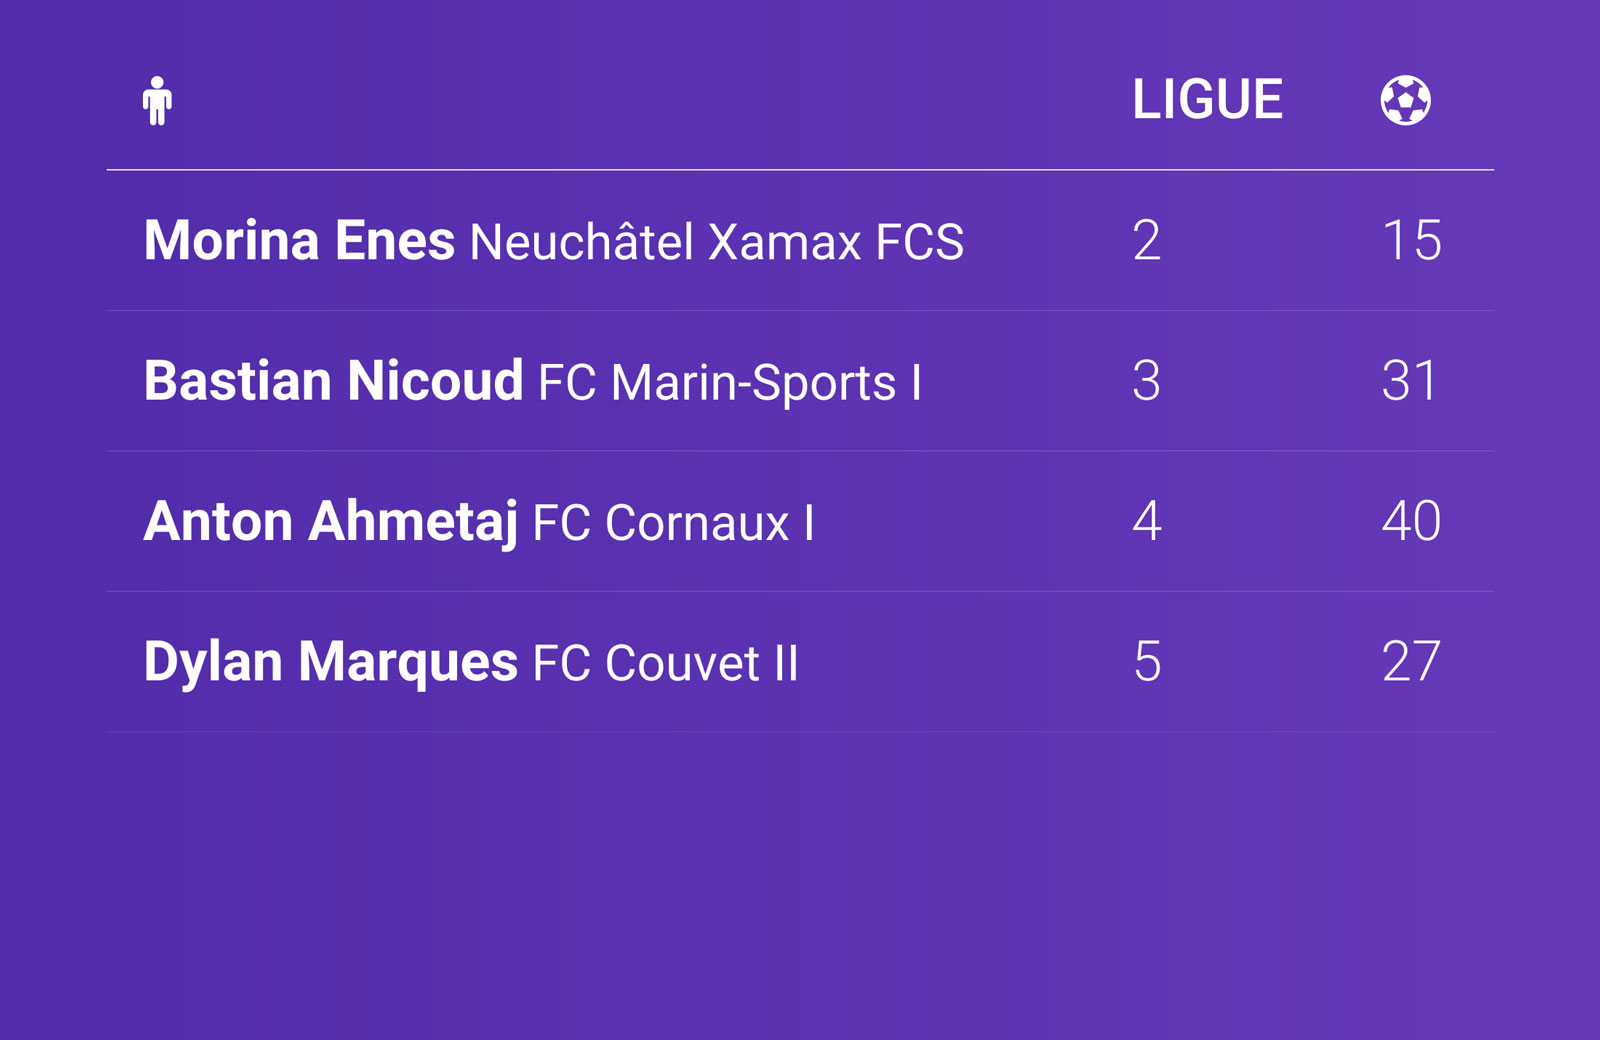 LIGUE
Morina Enes Neuchâtel Xamax FCS 2 15
Bastian Nicoud FC Marin-Sports I 3 31
Anton Ahmetaj FC Cornaux I 4 40
Dylan Marques FC Couvet II 5 27